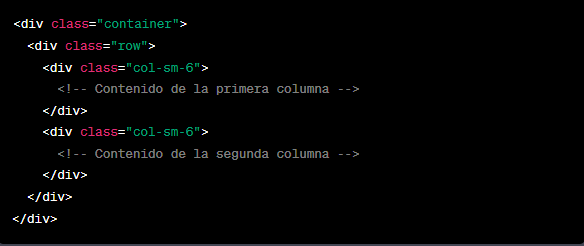 <div class="container">
  <div class="row">
    <div class="col-sm-6">
      <!-- Contenido de la primera columna -->
    </div>
    <div class="col-sm-6">
      <!-- Contenido de la segunda columna -->
    </div>
  </div>
</div>